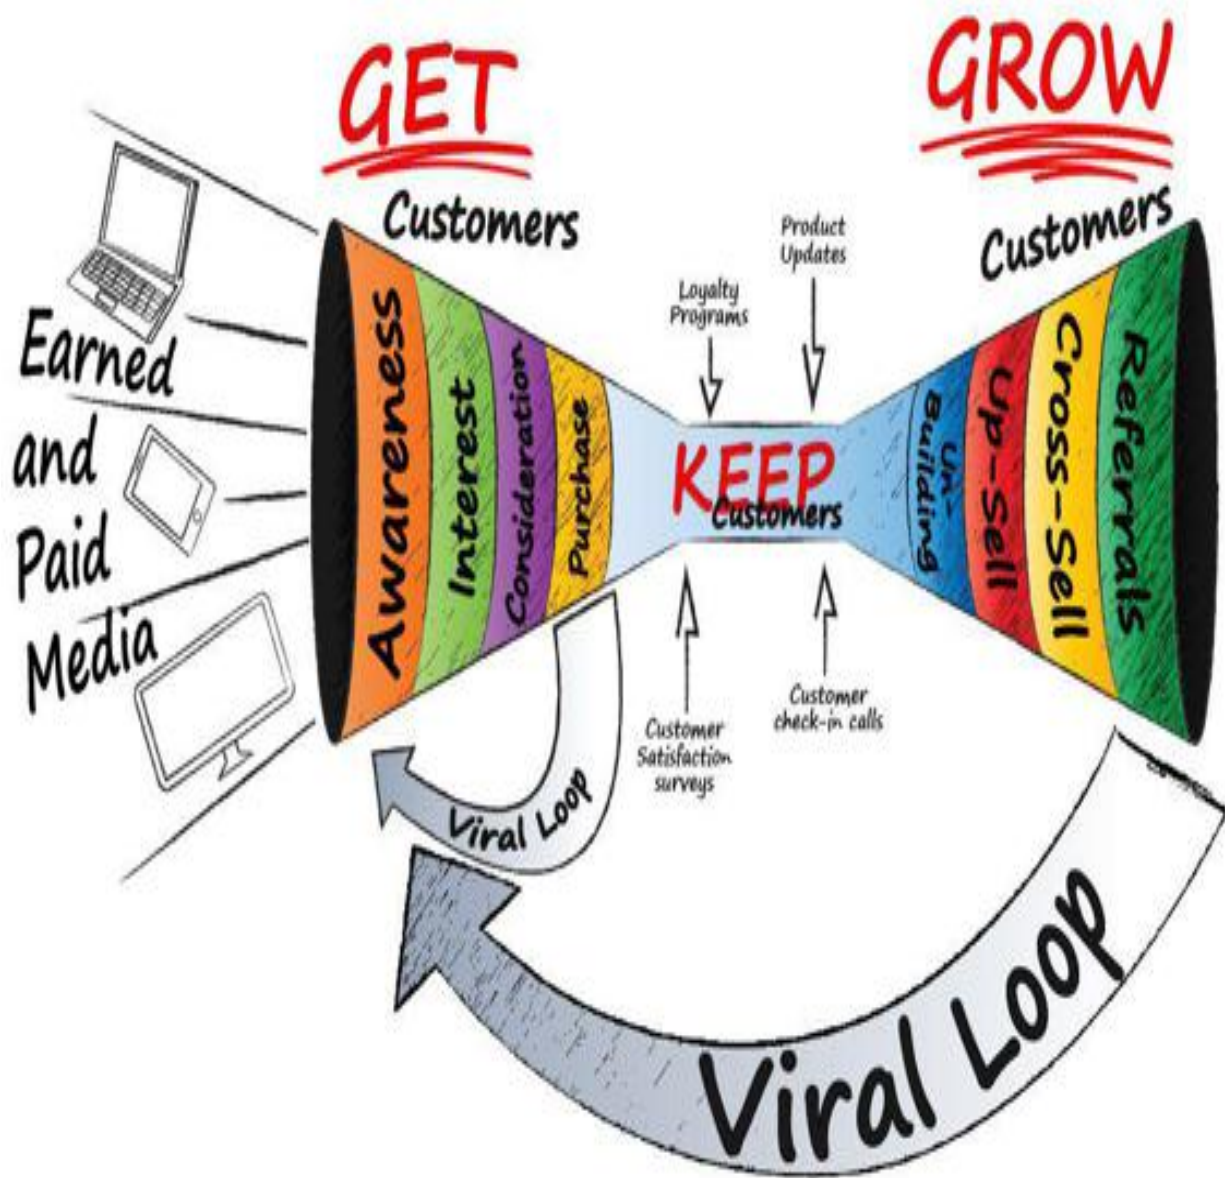 GET
Customers
GROW
Customers
Earned
and
Paid
Media
Awareness
Interest
Consideration
Purchase
Loyalty
Programs
Product
Updates
KEEP
Customers
Customer
Satisfaction
surveys
Customer
check-in calls
Un-
Building
Up-Sell
Cross-Sell
Referrals
Viral Loop
Viral Loop